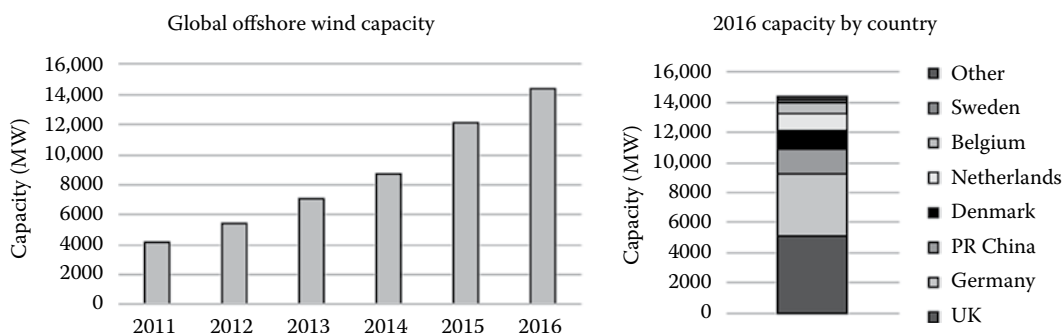 Global offshore wind capacity
Capacity (MW)
16,000
14,000
12,000
10,000
8000
6000
4000
2000
0
2011 2012 2013 2014 2015 2016
2016 capacity by country
Capacity (MW)
16,000
14,000
12,000
10,000
8000
6000
4000
2000
0
Other
Sweden
Belgium
Netherlands
Denmark
PR China
Germany
UK